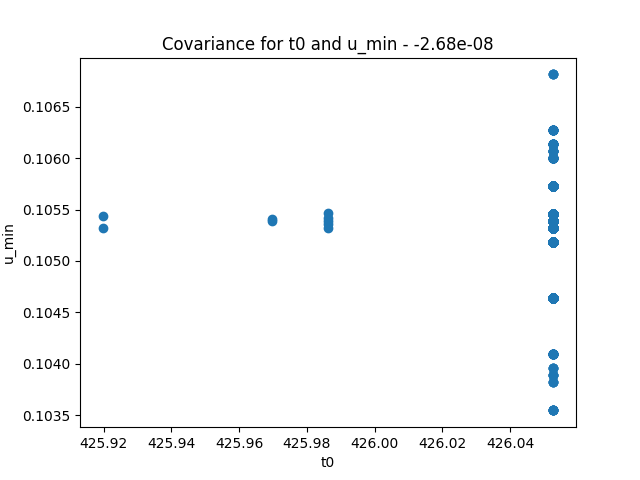 Covariance for t0 and u_min - -2.68e-08
0.1065
0.1060
0.1055
0.1050
0.1045
0.1040
0.1035
u_min
425.92 425.94 425.96 425.98 426.00 426.02 426.04
t0